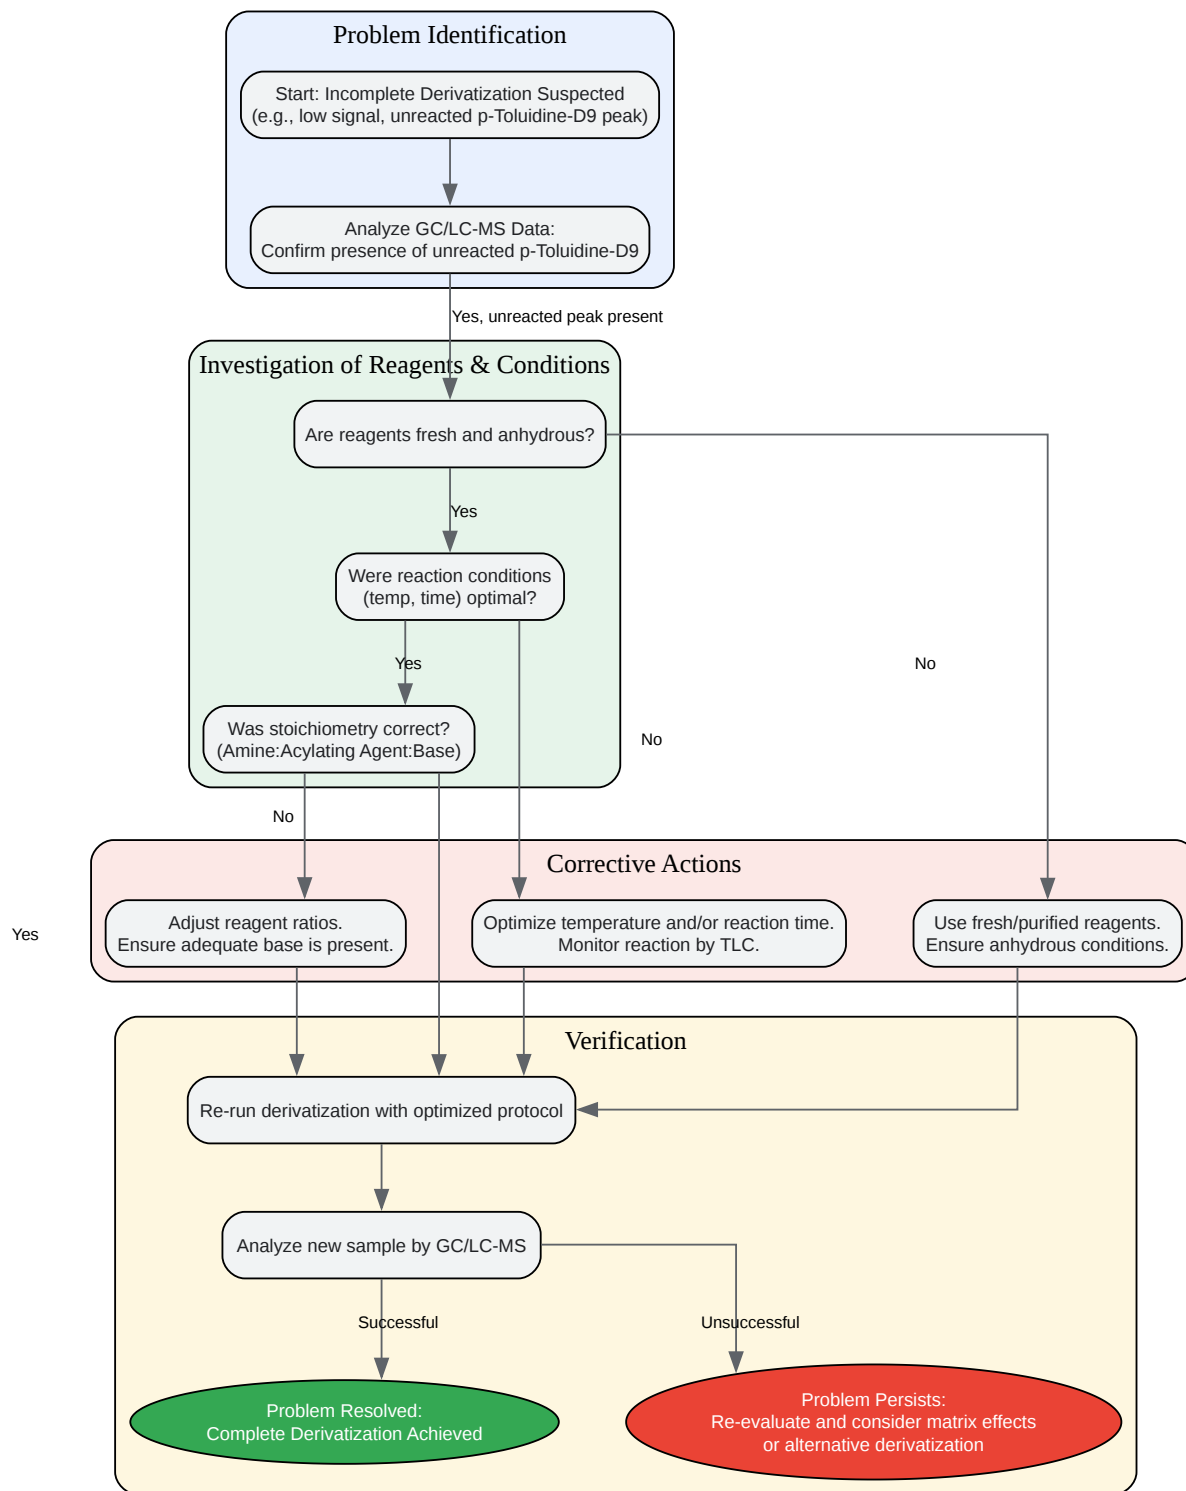 Problem Identification
Start: Incomplete Derivatization Suspected
(e.g., low signal, unreacted p-Toluidine-D9 peak)
Analyze GC/LC-MS Data:
Confirm presence of unreacted p-Toluidine-D9
Yes, unreacted peak present
Investigation of Reagents & Conditions
Are reagents fresh and anhydrous?
Yes
Were reaction conditions
(temp, time) optimal?
Yes
No
Was stoichiometry correct?
(Amine:Acylating Agent:Base)
No
No
Corrective Actions
Adjust reagent ratios.
Ensure adequate base is present.
Optimize temperature and/or reaction time.
Monitor reaction by TLC.
Use fresh/purified reagents.
Ensure anhydrous conditions.
Yes
Verification
Re-run derivatization with optimized protocol
Analyze new sample by GC/LC-MS
Successful
Unsuccessful
Problem Resolved:
Complete Derivatization Achieved
Problem Persists:
Re-evaluate and consider matrix effects
or alternative derivatization